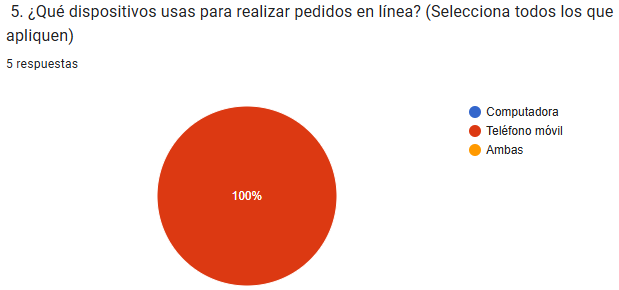 5. ¿Qué dispositivos usas para realizar pedidos en línea? (Selecciona todos los que
apliquen)
5 respuestas
Computadora
Teléfono móvil
Ambas
100%